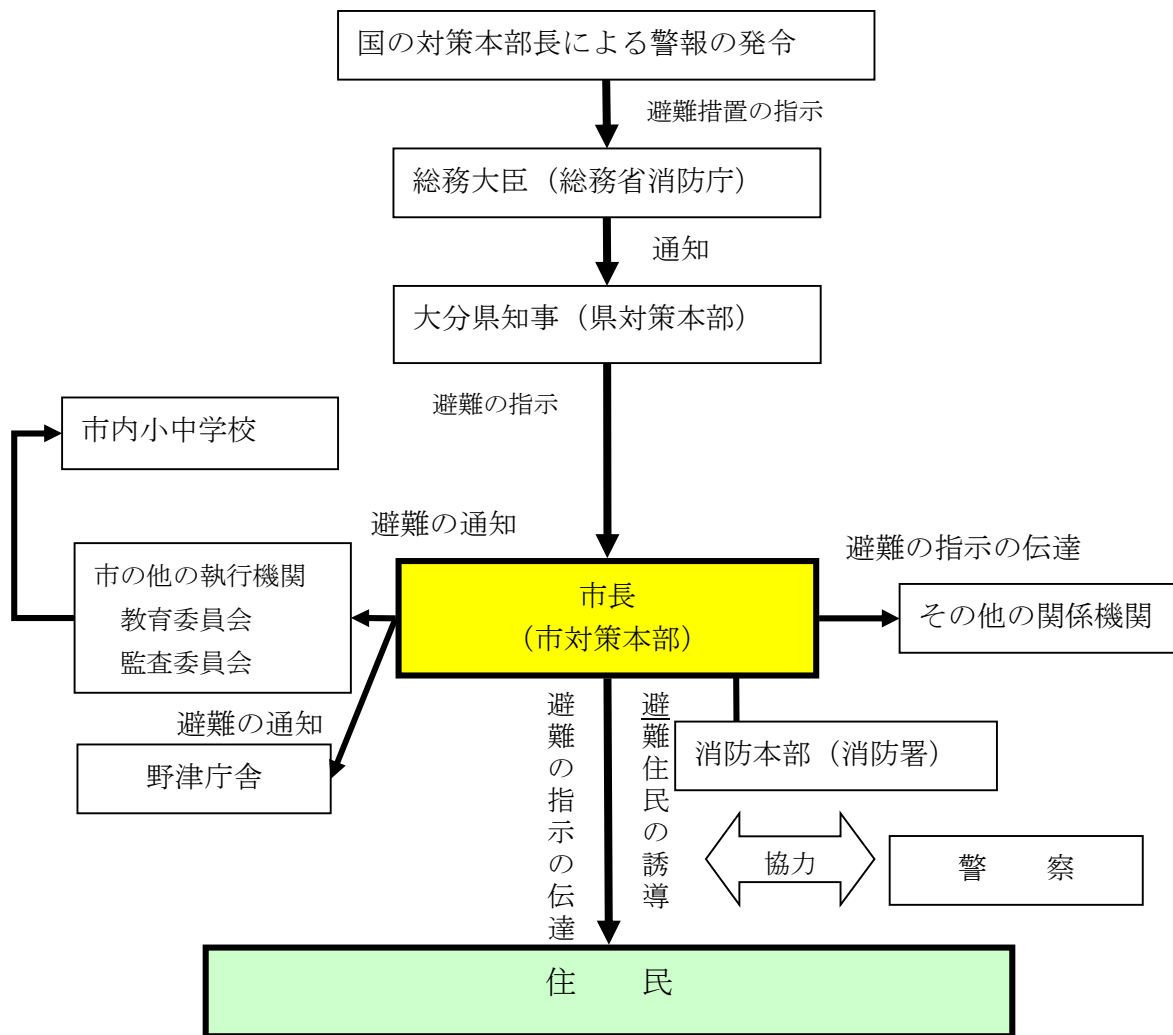 国の対策本部長による警報の発令
避難措置の指示
総務大臣（総務省消防庁）
通知
大分県知事（県対策本部）
避難の指示
市内小中学校
避難の通知
避難の指示の伝達
市の他の執行機関
教育委員会
監査委員会
市長
（市対策本部）
その他の関係機関
避難の通知
野津庁舎
避難の指示の伝達
避難住民の誘導
消防本部（消防署）
協力
警　　察
住　　民